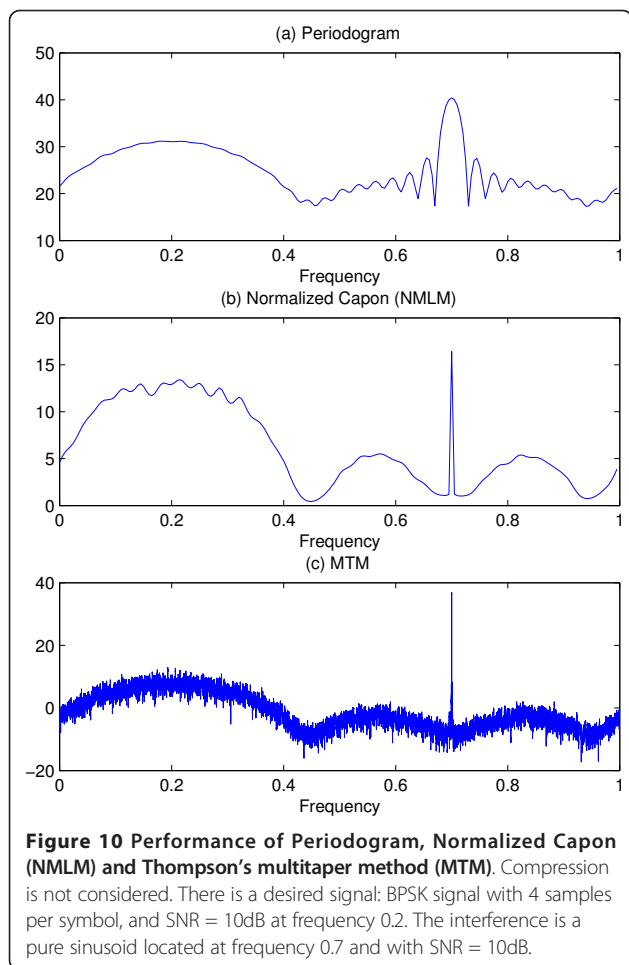 (a) Periodogram
50
40
30
20
10
0 0.2 0.4 0.6 0.8 1
Frequency
(b) Normalized Capon (NMLM)
20
15
10
5
0
0 0.2 0.4 0.6 0.8 1
Frequency
(c) MTM
40
20
0
−20
0 0.2 0.4 0.6 0.8 1
Frequency
Figure 10 Performance of Periodogram, Normalized Capon
(NMLM) and Thompson's multitaper method (MTM). Compression
is not considered. There is a desired signal: BPSK signal with 4 samples
per symbol, and SNR = 10dB at frequency 0.2. The interference is a
pure sinusoid located at frequency 0.7 and with SNR = 10dB.